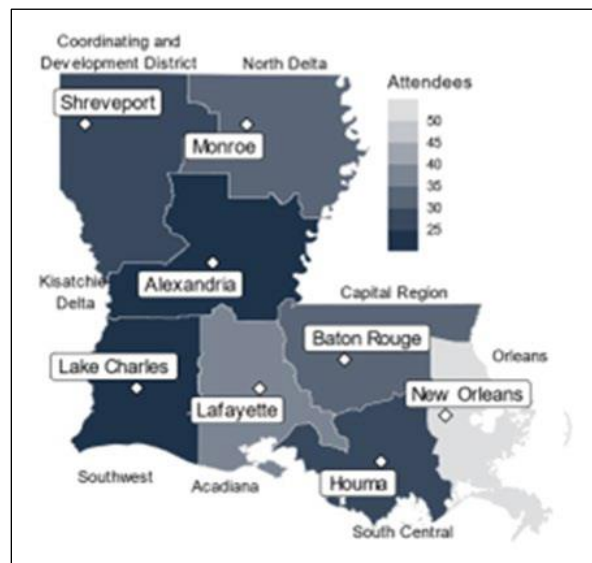 Coordinating and
Development District
North Delta
Attendees
Shreveport
Monroe
50
45
40
35
30
25
Kisatchie
Delta
Alexandria
Capital Region
Baton Rouge
Orleans
Lake Charles
New Orleans
Lafayette
Southwest
Acadiana
Houma
South Central